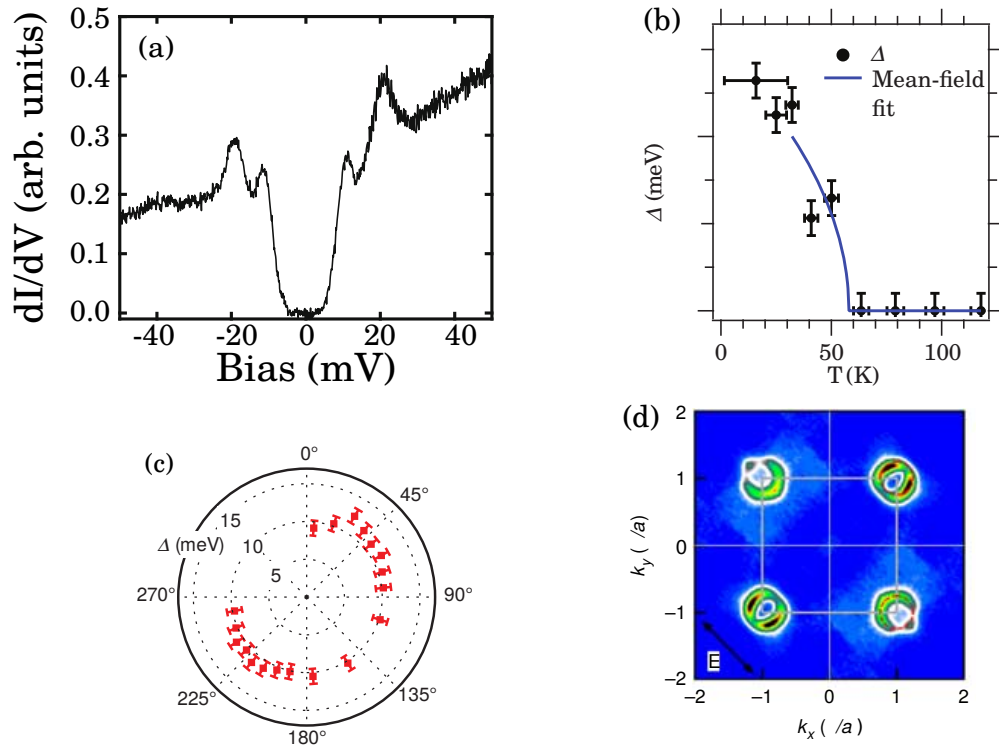 (a)
dI/dV (arb. units)
0.5
0.4
0.3
0.2
0.1
0.0
-40 -20 0 20 40
Bias (mV)
(b)
Δ
Mean-field
fit
Δ (meV)
0 50 100
T (K)
(c)
0°
45°
90°
135°
180°
225°
270°
15
10
5
Δ (meV)
(d)
2
1
0
−1
−2
k_y ( /a)
E
−2 −1 0 1 2
k_x ( /a)